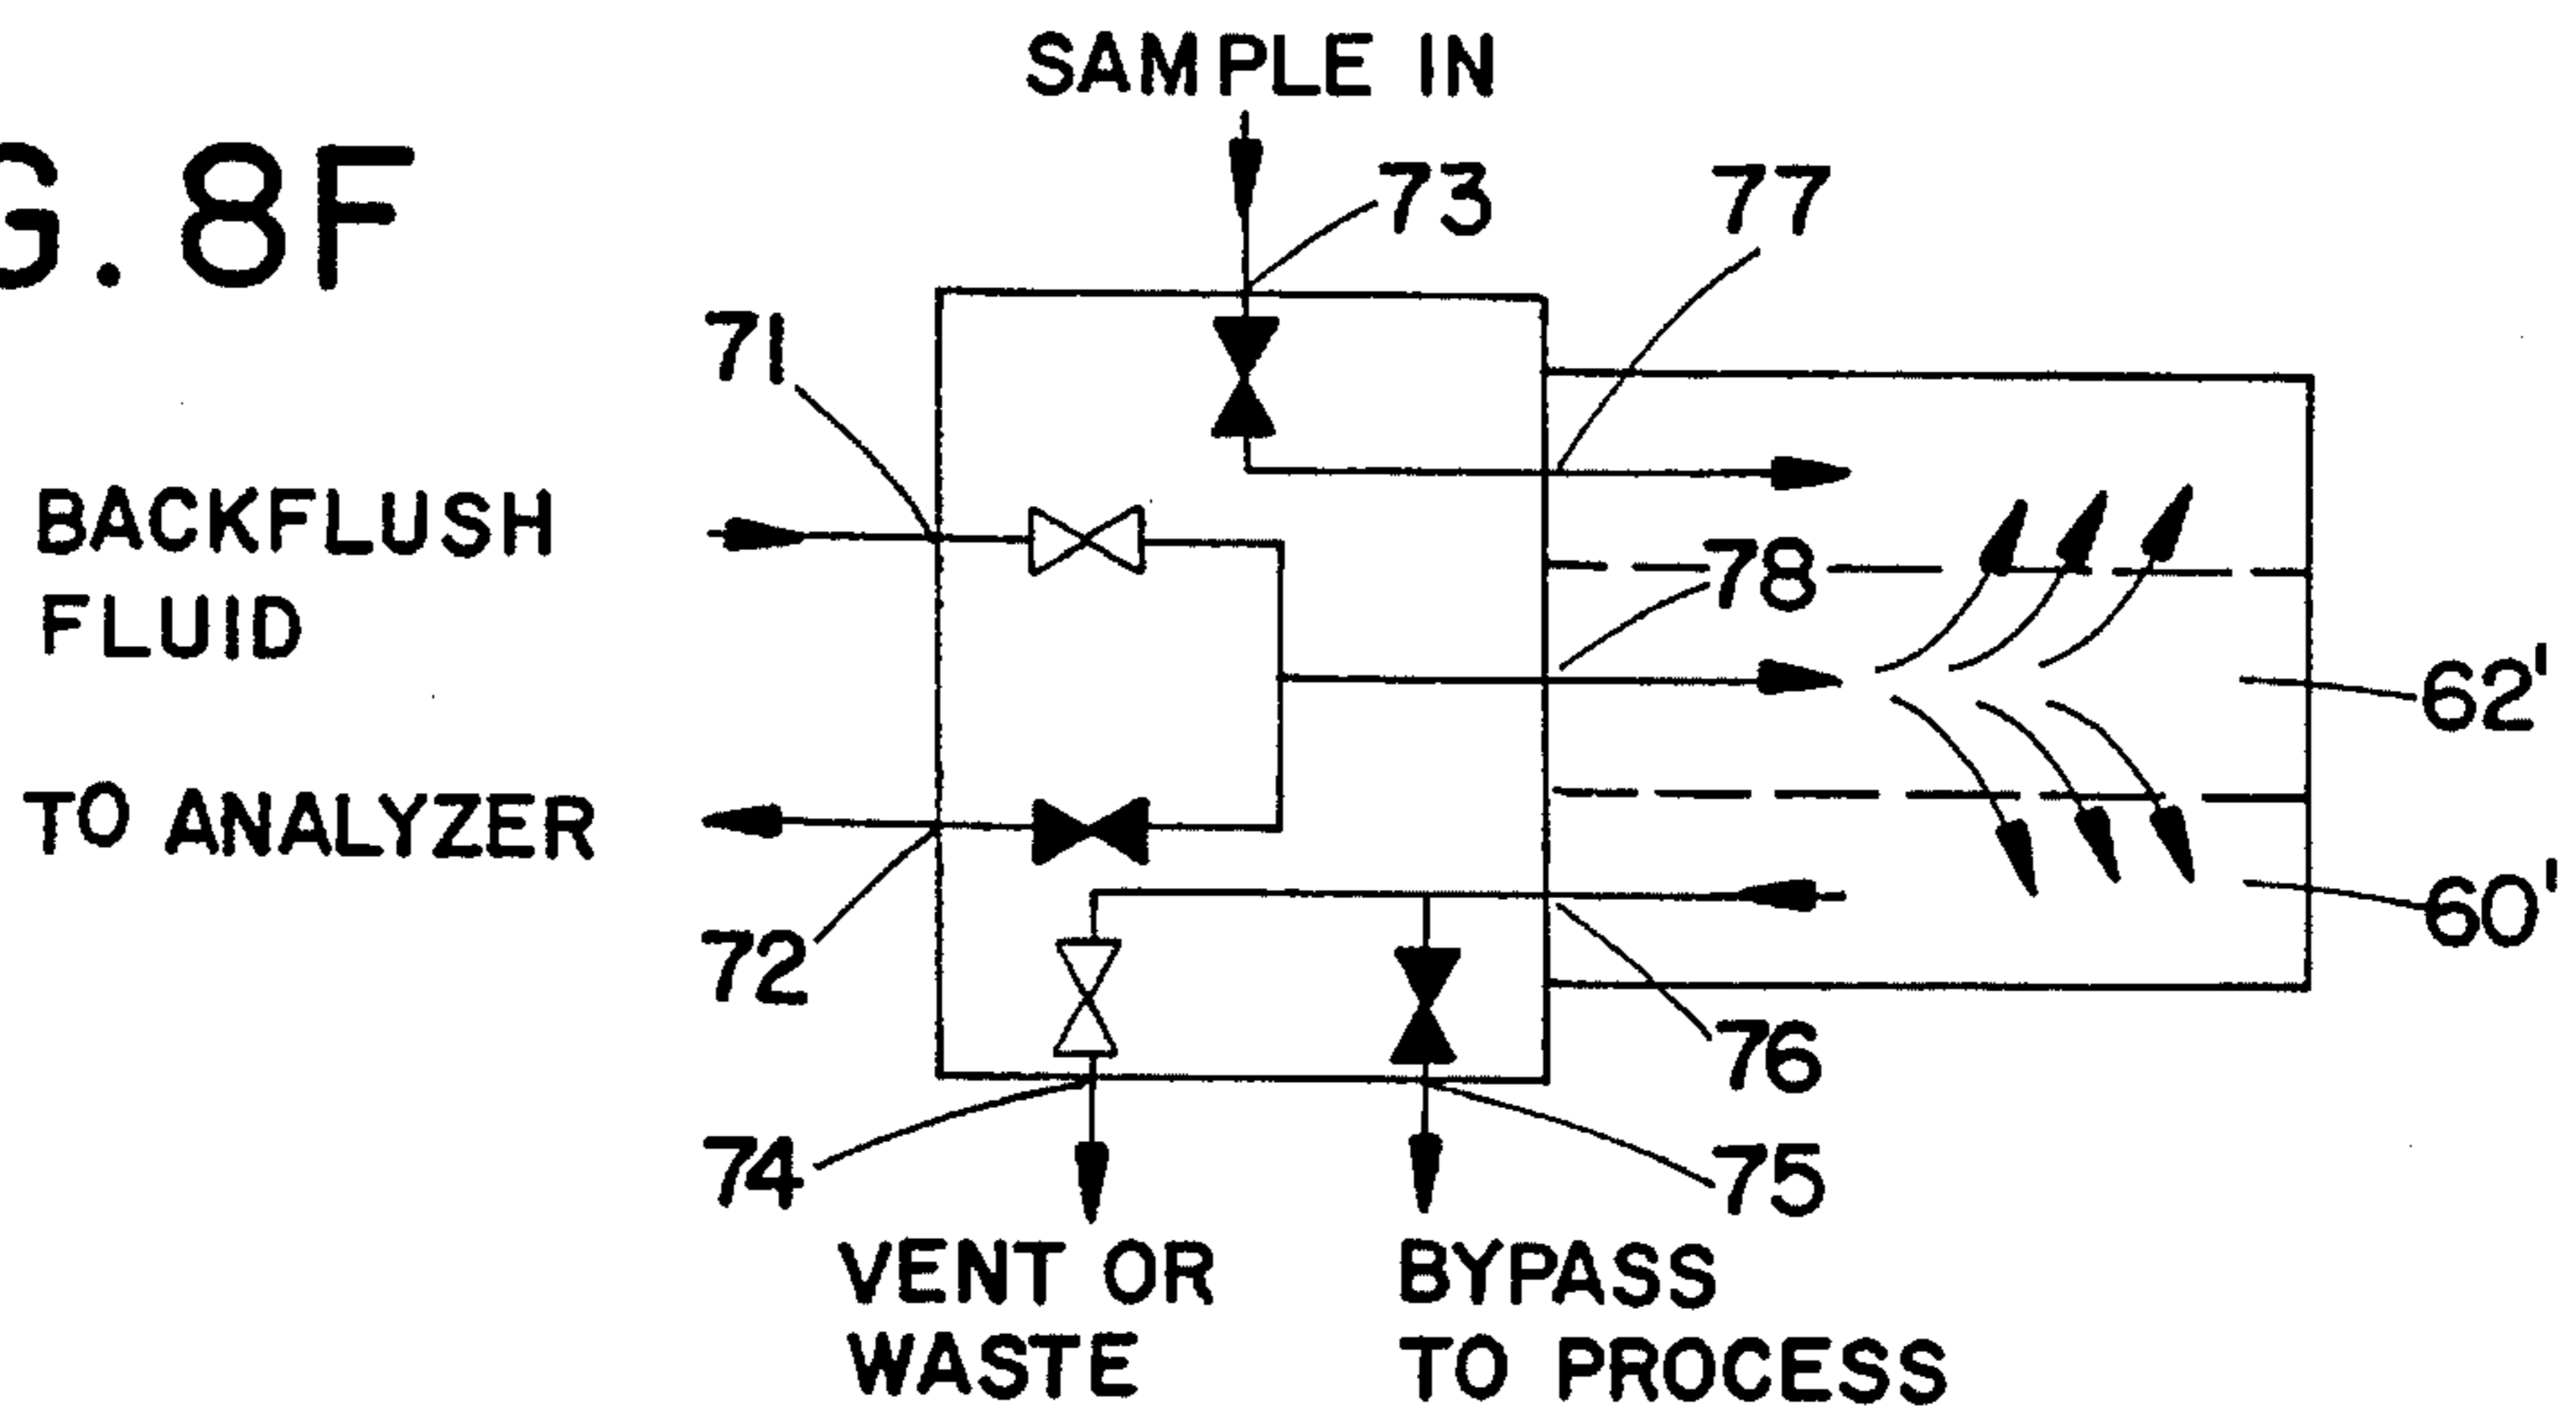 G. 8F
SAMPLE IN
73
77
71
BACKFLUSH
FLUID
78
62'
TO ANALYZER
60'
72
76
74
75
VENT OR
WASTE
BYPASS
TO PROCESS